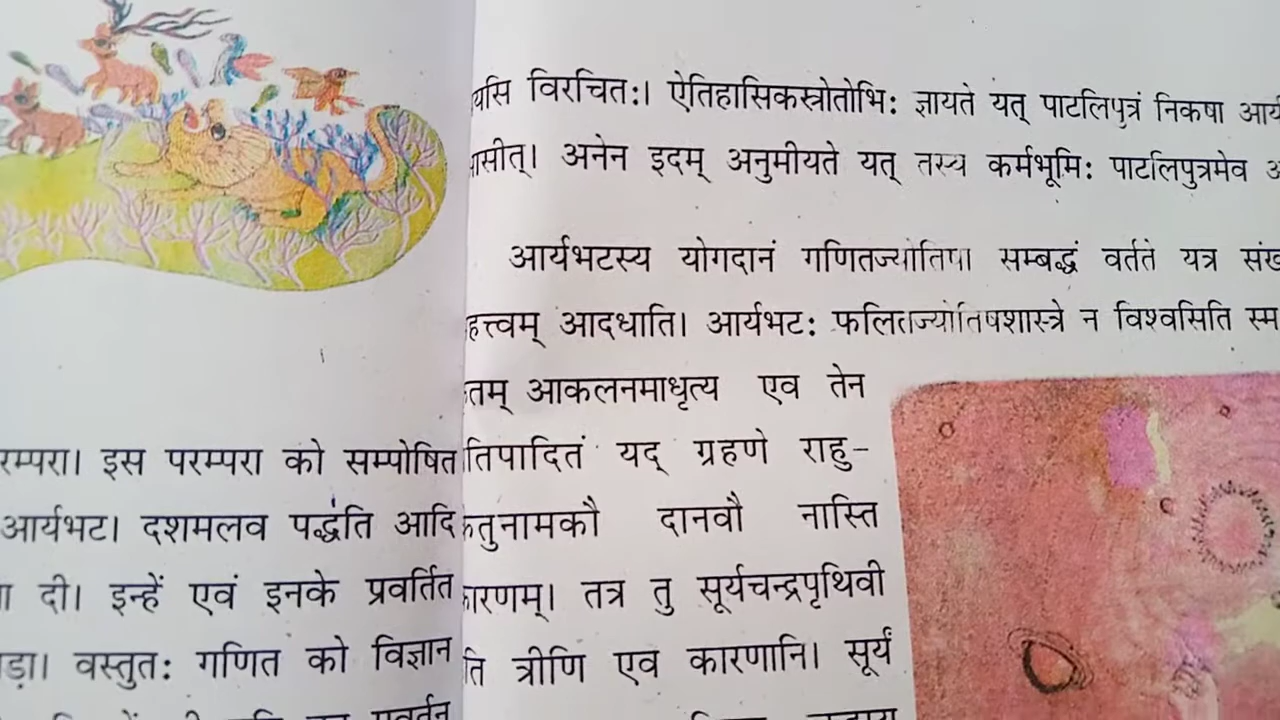 रम्परा। इस परम्परा को सम्पोषित
आर्यभट। दशमलव पद्धति आदि
दी। इन्हें एवं इनके प्रवर्तित
वस्तुतः गणित को विज्ञान
विरचितः। ऐतिहासिकस्त्रोतोभिः ज्ञायते यत् पाटलिपुत्रं निकषा
अनेन इदम् अनुमीयते यत् तस्य कर्मभूमिः पाटलिपुत्रमेव
आर्यभटस्य योगदानं गणितज्योतिषा सम्बद्धं वर्तते यत्र
आदधाति। आर्यभटः फलितज्योतिषशास्त्रे न विश्वसिति स्म
आकलनमाधृत्य एव तेन
यद् ग्रहणे राहु-
दानवौ नास्ति
तत्र तु सूर्यचन्द्रपृथिवी
त्रीणि एव कारणानि। सूर्यं